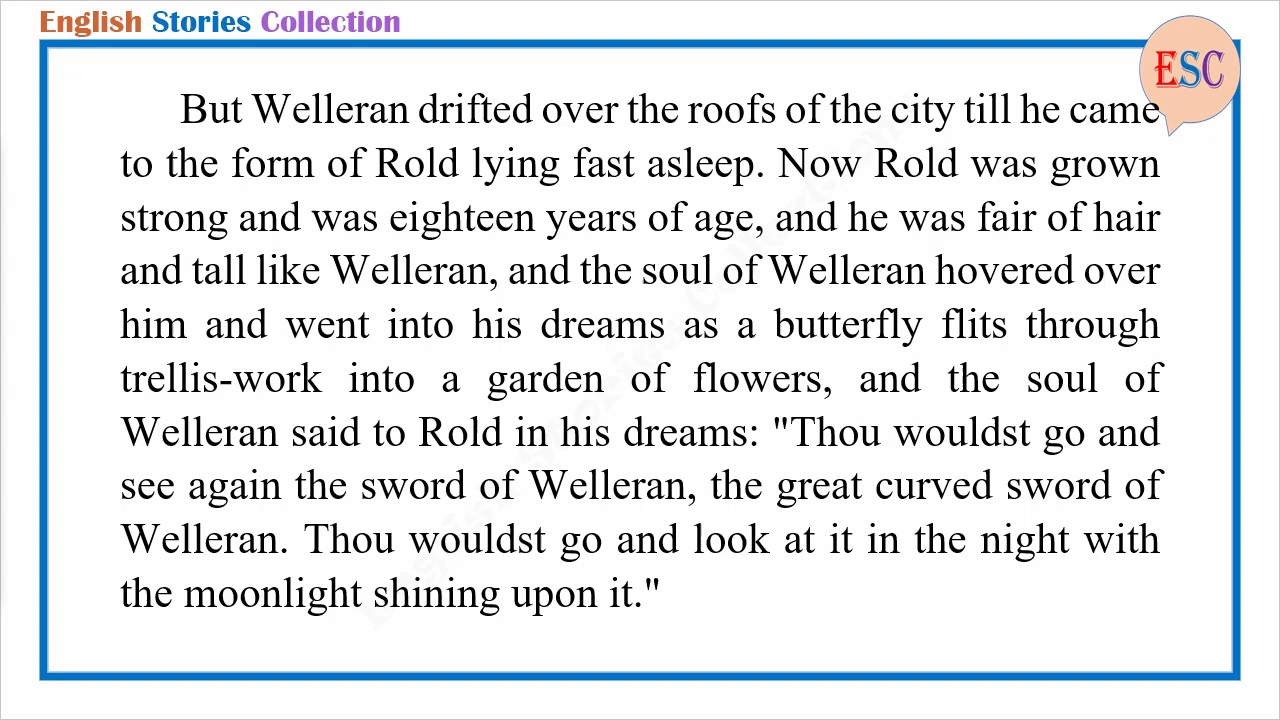 English Stories Collection
ESC
But Welleran drifted over the roofs of the city till he came
to the form of Rold lying fast asleep. Now Rold was grown
strong and was eighteen years of age, and he was fair of hair
and tall like Welleran, and the soul of Welleran hovered over
him and went into his dreams as a butterfly flits through
trellis-work into a garden of flowers, and the soul of
Welleran said to Rold in his dreams: "Thou wouldst go and
see again the sword of Welleran, the great curved sword of
Welleran. Thou wouldst go and look at it in the night with
the moonlight shining upon it."